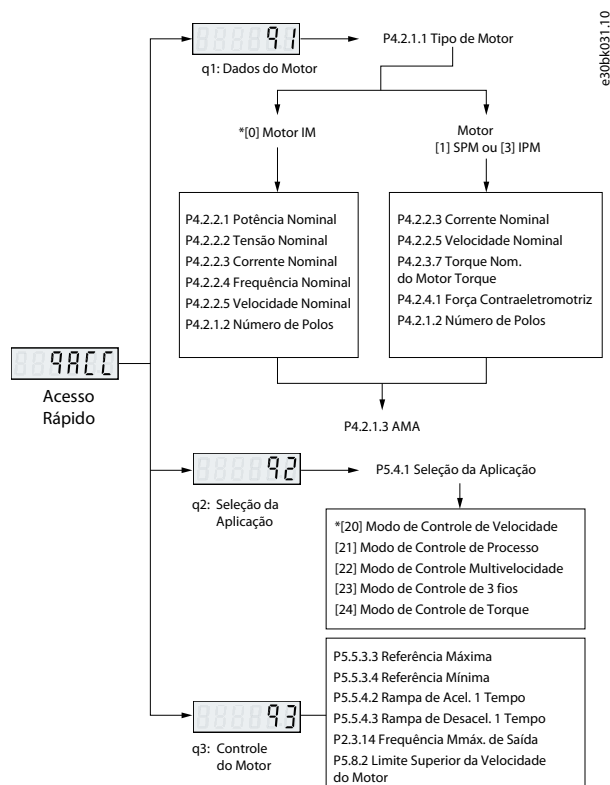 e30bk031.10
q1
P4.2.1.1 Tipo de Motor
q1: Dados do Motor
*[0] Motor IM
Motor
[1] SPM ou [3] IPM
P4.2.2.1 Potência Nominal
P4.2.2.2 Tensão Nominal
P4.2.2.3 Corrente Nominal
P4.2.2.4 Frequência Nominal
P4.2.2.5 Velocidade Nominal
P4.2.1.2 Número de Polos
P4.2.2.3 Corrente Nominal
P4.2.2.5 Velocidade Nominal
P4.2.3.7 Torque Nom.
do Motor Torque
P4.2.4.1 Força Contraeletromotriz
P4.2.1.2 Número de Polos
qACC
Acesso
Rápido
P4.2.1.3 AMA
q2
P5.4.1 Seleção da Aplicação
q2: Seleção da
Aplicação
*[20] Modo de Controle de Velocidade
[21] Modo de Controle de Processo
[22] Modo de Controle Multivelocidade
[23] Modo de Controle de 3 fios
[24] Modo de Controle de Torque
q3
q3: Controle
do Motor
P5.5.3.3 Referência Máxima
P5.5.3.4 Referência Mínima
P5.5.4.2 Rampa de Acel. 1 Tempo
P5.5.4.3 Rampa de Desacel. 1 Tempo
P2.3.14 Frequência Mmáx. de Saída
P5.8.2 Limite Superior da Velocidade
do Motor